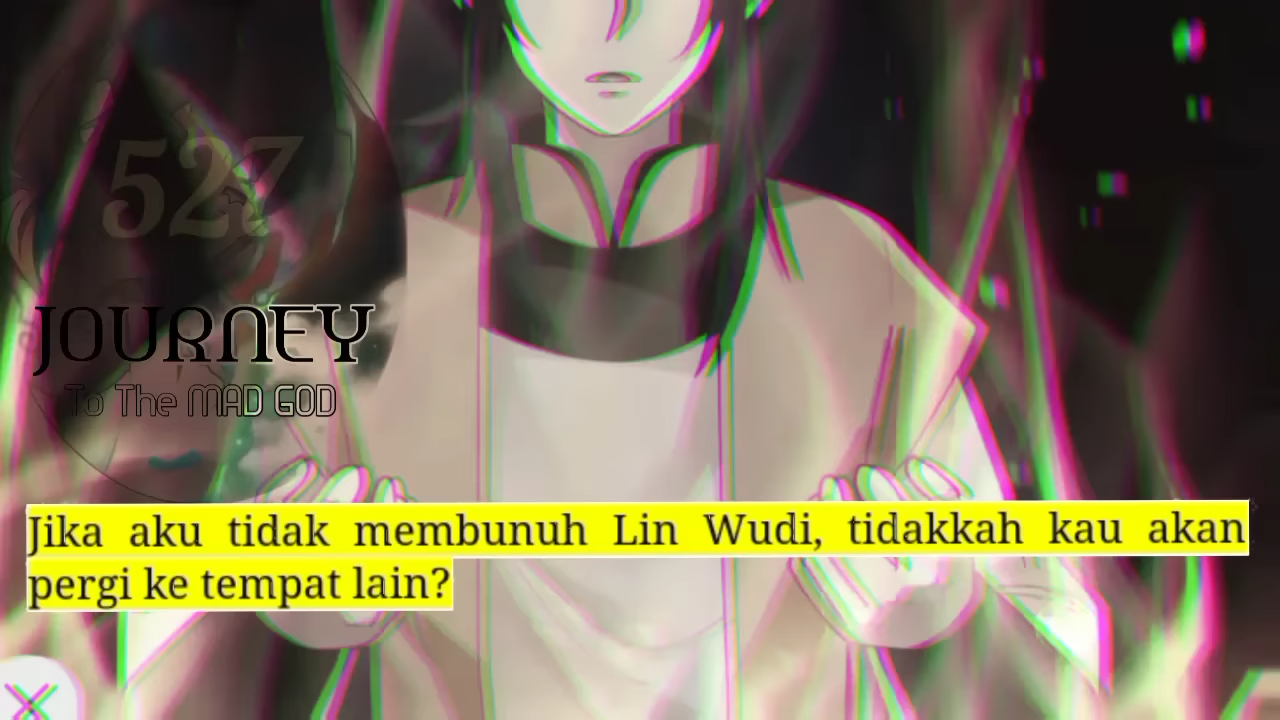 527
JOURNEY
To The MAD GOD
Jika aku tidak membunuh Lin Wudi, tidakkah kau akan
pergi ke tempat lain?